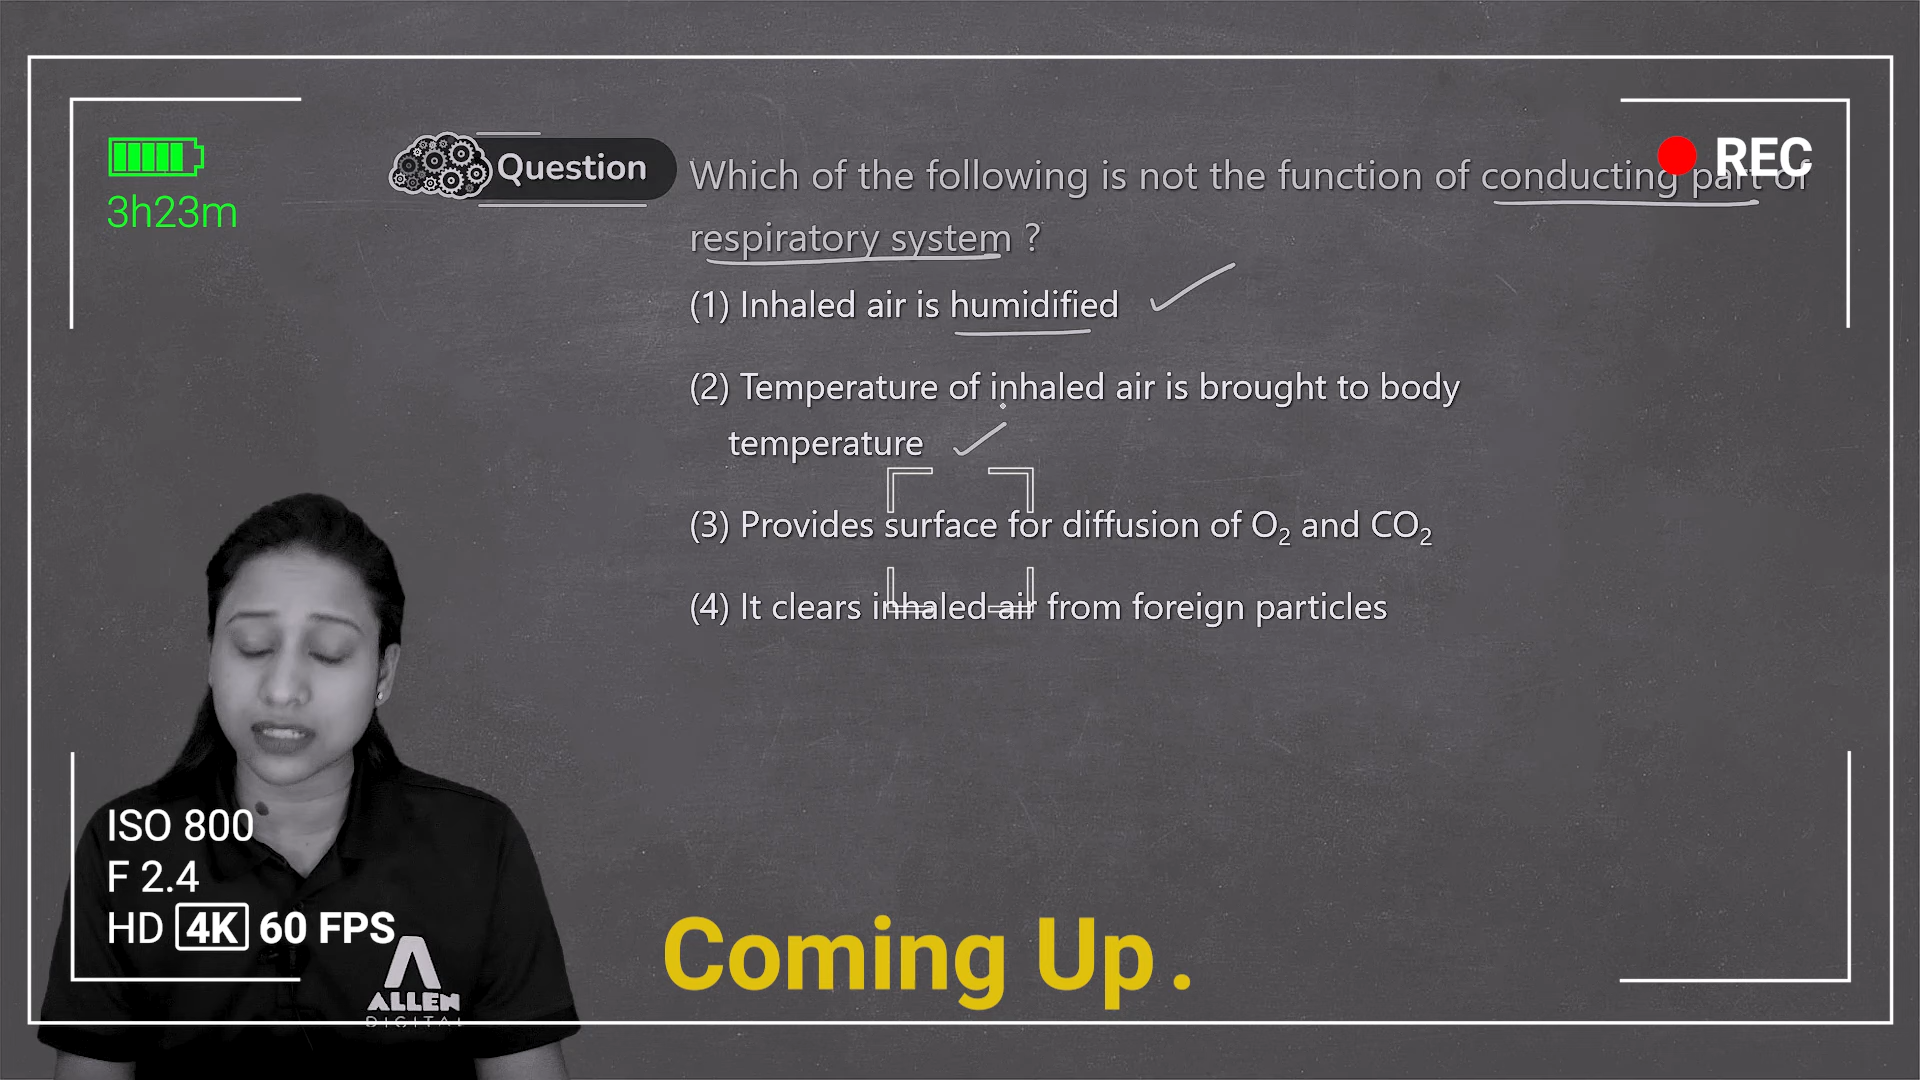 3h23m
Question
Which of the following is not the function of conducting part of
REC
respiratory system ?
(1) Inhaled air is humidified
(2) Temperature of inhaled air is brought to body
temperature
(3) Provides surface for diffusion of O₂ and CO₂
(4) It clears inhaled air from foreign particles
ISO 800
F 2.4
HD 4K 60 FPS
ALLEN
DIGITAL
Coming Up.